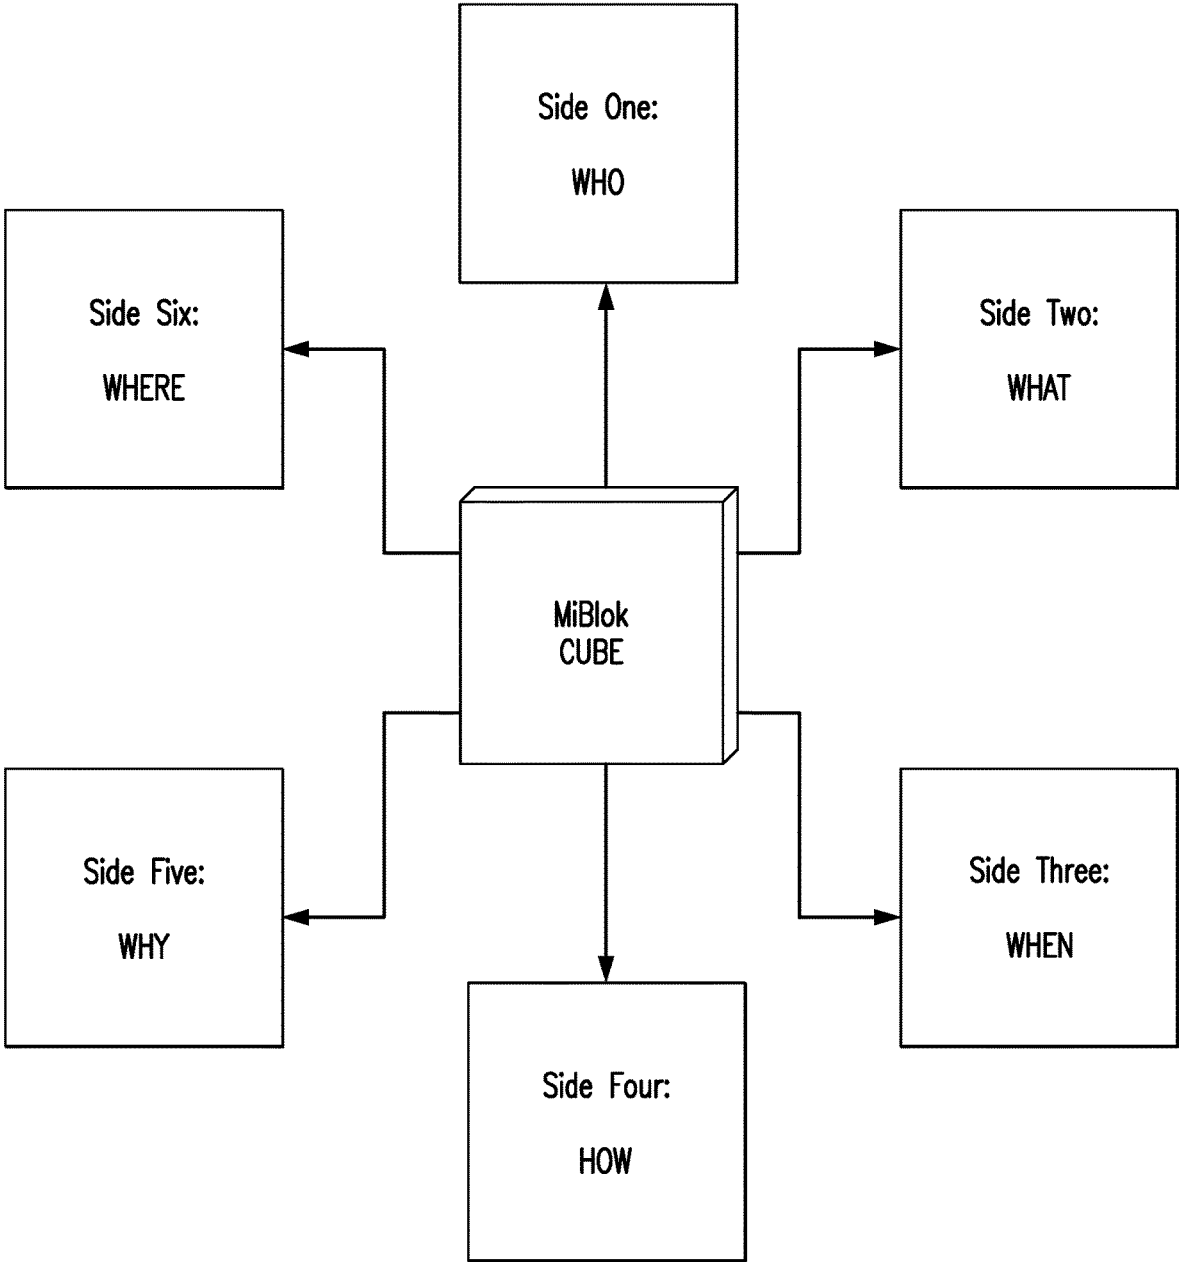 Side One:
WHO
Side Six:
WHERE
Side Two:
WHAT
MiBlok
CUBE
Side Five:
WHY
Side Three:
WHEN
Side Four:
HOW